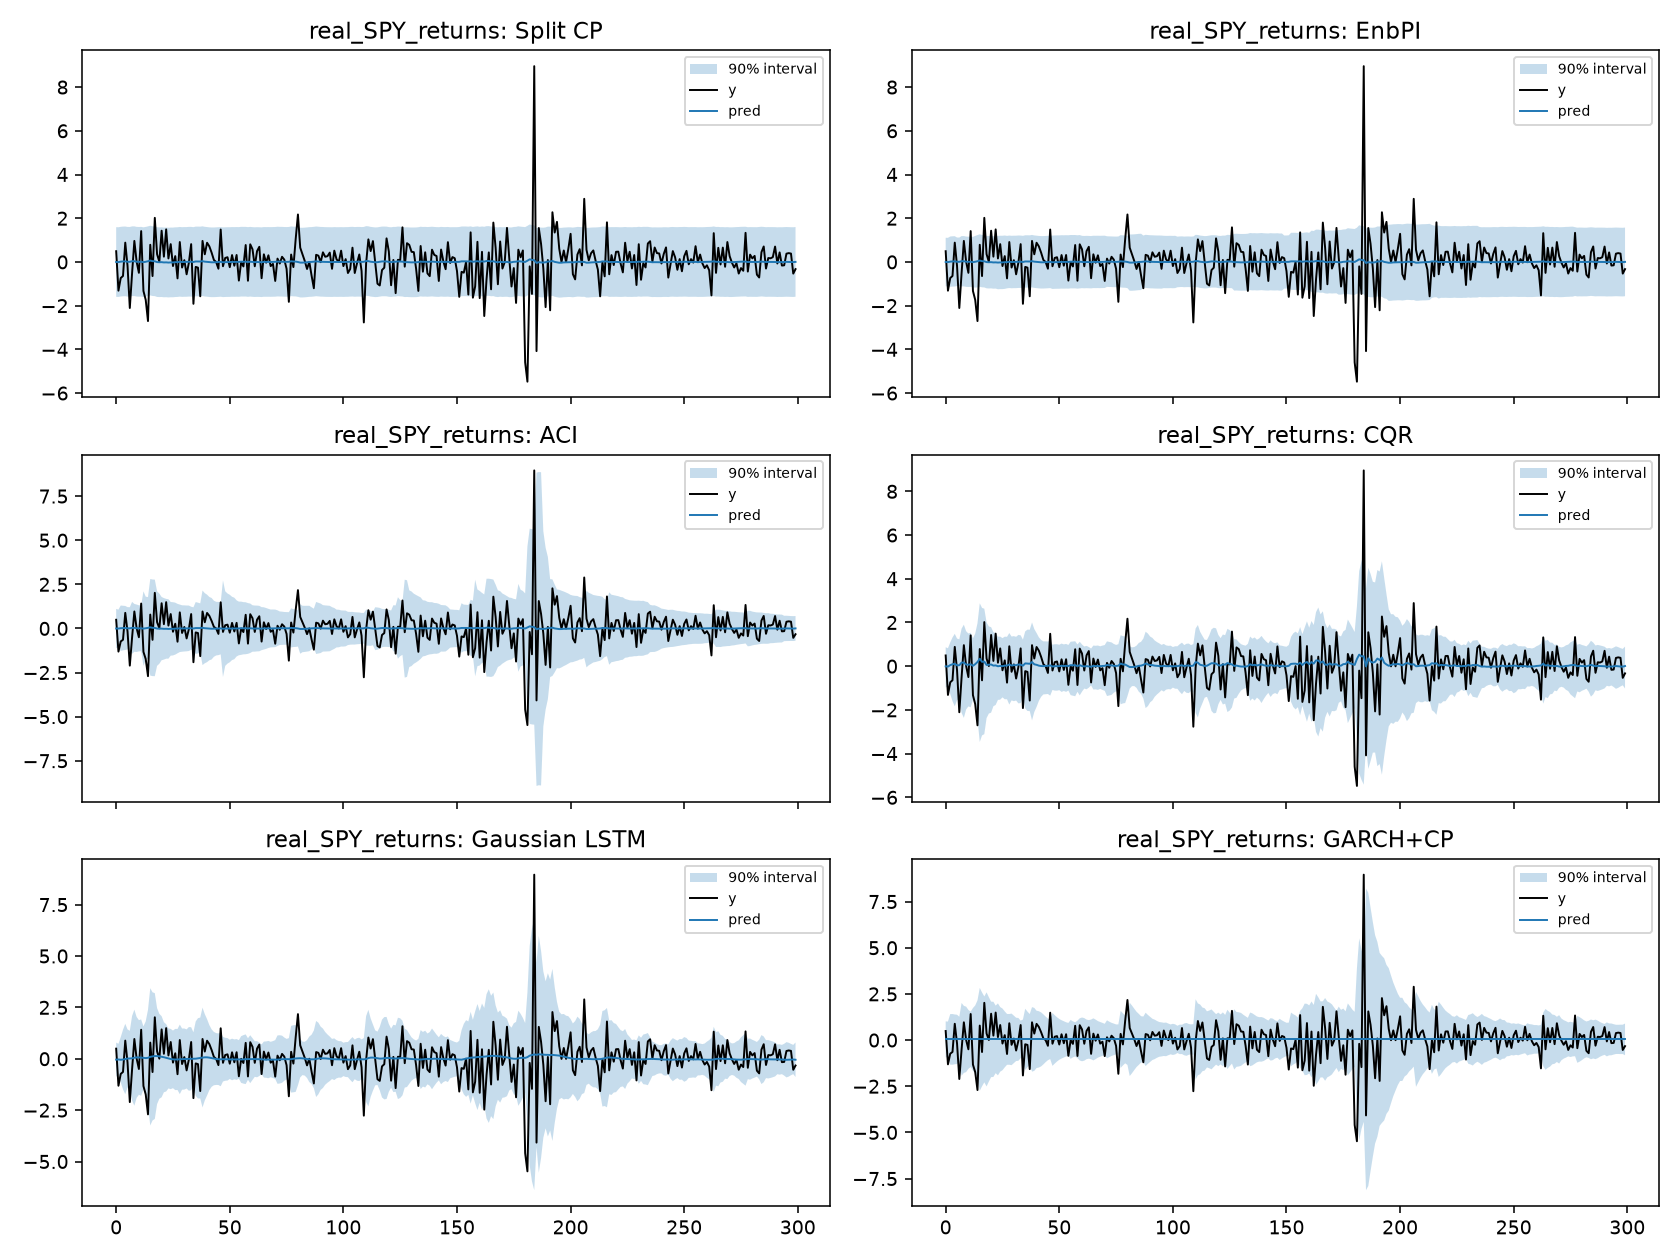 real_SPY_returns: Split CP
8
6
4
2
0
−2
−4
−6
90% interval
y
pred
real_SPY_returns: EnbPI
8
6
4
2
0
−2
−4
−6
90% interval
y
pred
real_SPY_returns: ACI
7.5
5.0
2.5
0.0
−2.5
−5.0
−7.5
90% interval
y
pred
real_SPY_returns: CQR
8
6
4
2
0
−2
−4
−6
90% interval
y
pred
real_SPY_returns: Gaussian LSTM
7.5
5.0
2.5
0.0
−2.5
−5.0
90% interval
y
pred
0 50 100 150 200 250 300
real_SPY_returns: GARCH+CP
7.5
5.0
2.5
0.0
−2.5
−5.0
−7.5
90% interval
y
pred
0 50 100 150 200 250 300